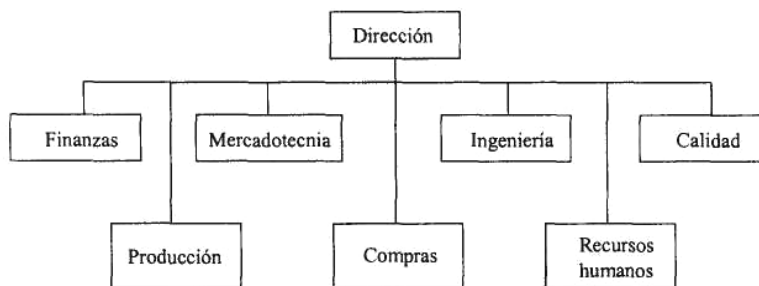 Dirección
Finanzas
Mercadotecnia
Ingeniería
Calidad
Producción
Compras
Recursos
humanos